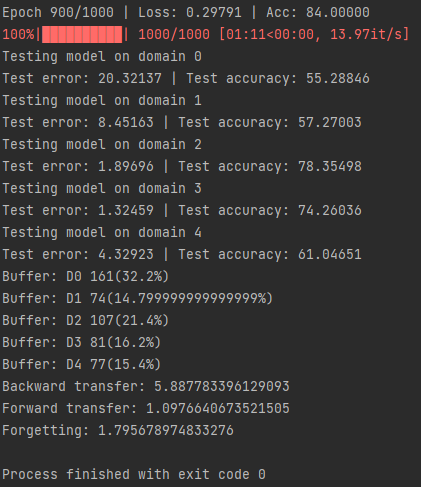 Epoch 900/1000 | Loss: 0.29791 | Acc: 84.00000
100%|██████████| 1000/1000 [01:11<00:00, 13.97it/s]
Testing model on domain 0
Test error: 20.32137 | Test accuracy: 55.28846
Testing model on domain 1
Test error: 8.45163 | Test accuracy: 57.27003
Testing model on domain 2
Test error: 1.89696 | Test accuracy: 78.35498
Testing model on domain 3
Test error: 1.32459 | Test accuracy: 74.26036
Testing model on domain 4
Test error: 4.32923 | Test accuracy: 61.04651
Buffer: D0 161(32.2%)
Buffer: D1 74(14.799999999999999%)
Buffer: D2 107(21.4%)
Buffer: D3 81(16.2%)
Buffer: D4 77(15.4%)
Backward transfer: 5.887783396129093
Forward transfer: 1.0976640673521505
Forgetting: 1.795678974833276
Process finished with exit code 0